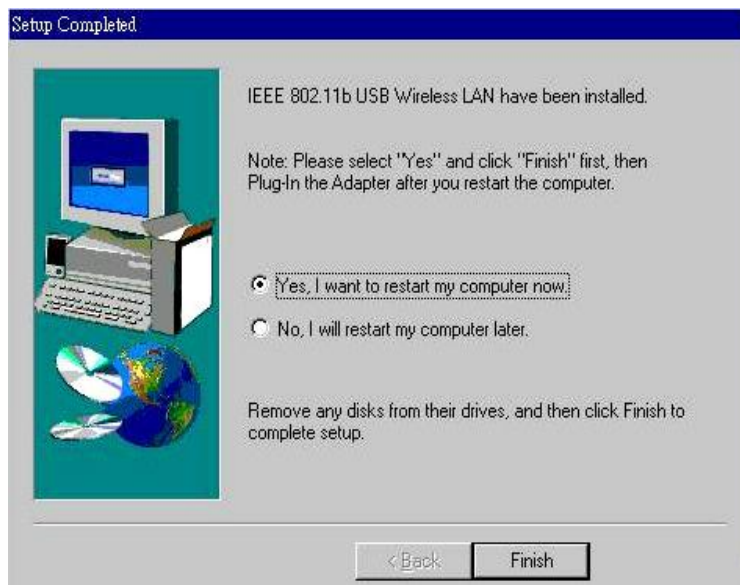 Setup Completed
IEEE 802.11b USB Wireless LAN have been installed.
Note: Please select "Yes" and click "Finish" first, then
Plug-In the Adapter after you restart the computer.
Yes, I want to restart my computer now.
No, I will restart my computer later.
Remove any disks from their drives, and then click Finish to
complete setup.
< Back
Finish